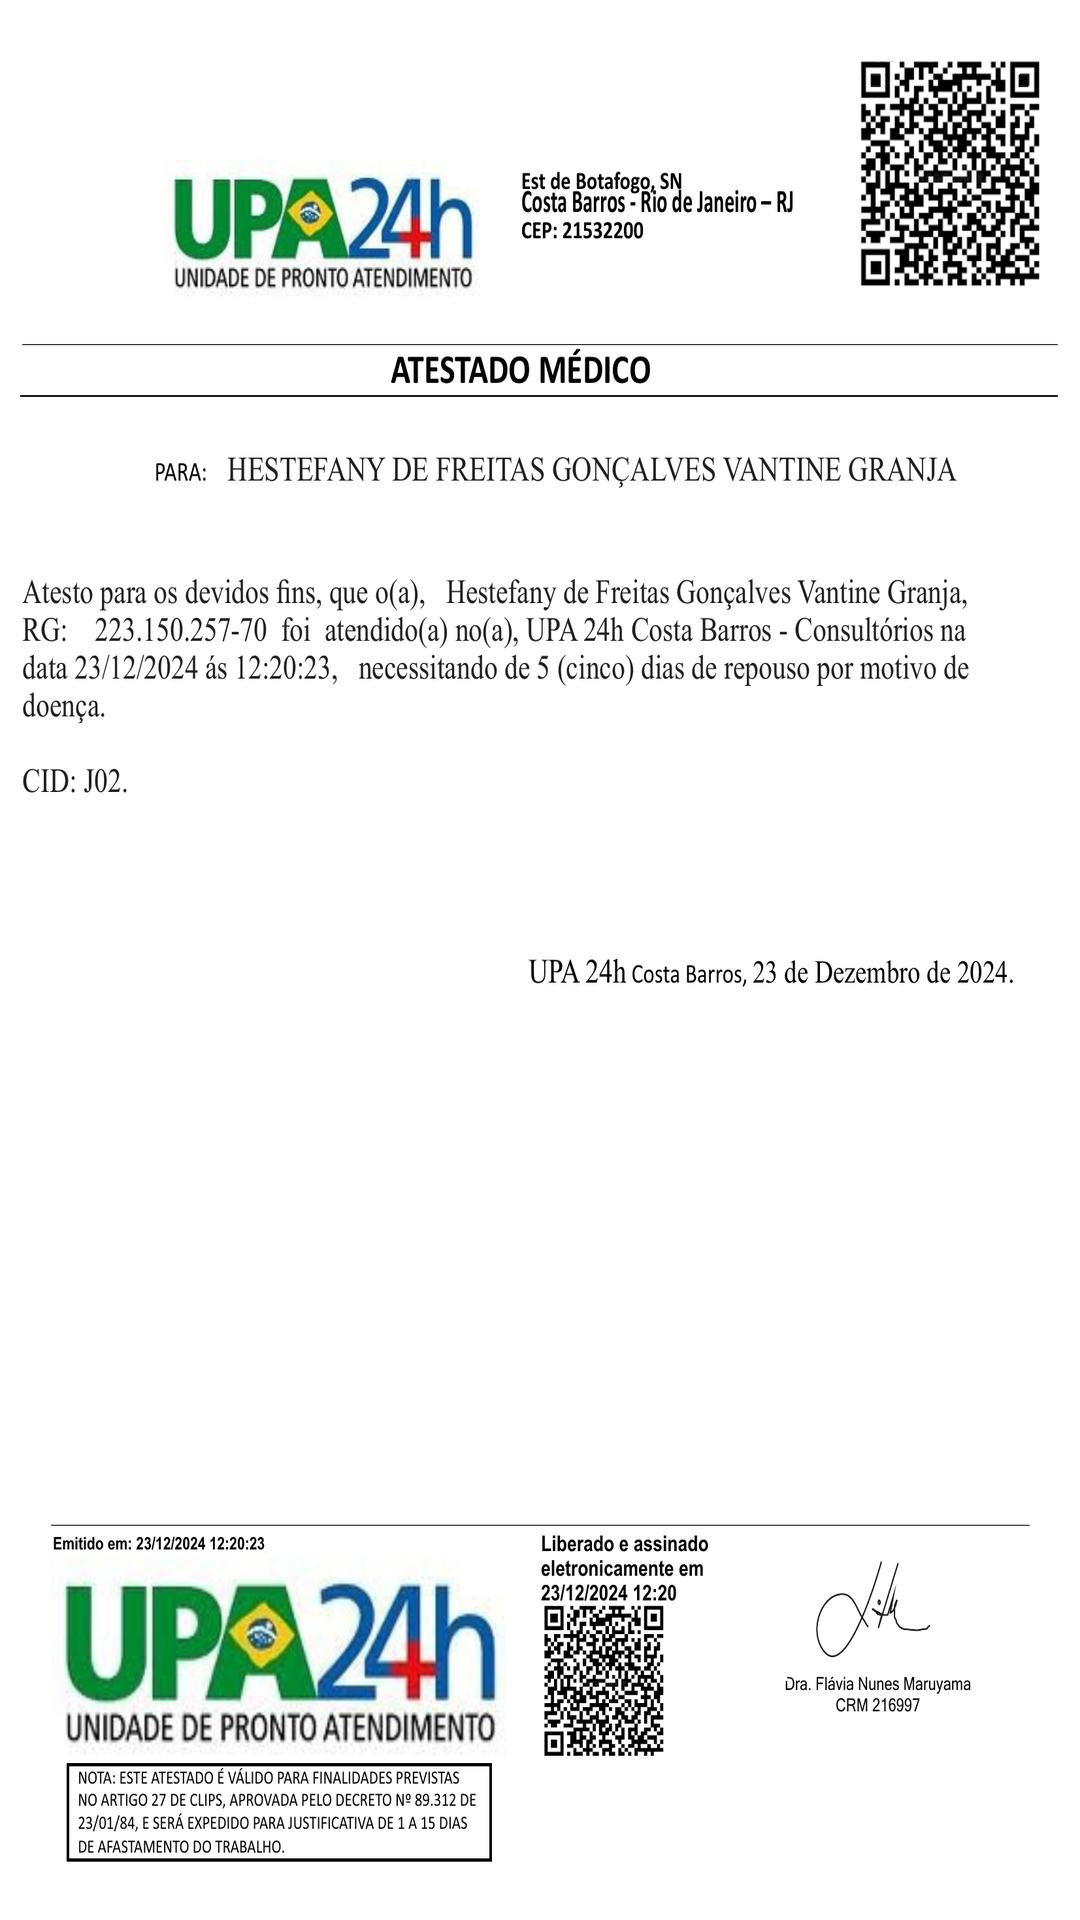 UPA 24h
UNIDADE DE PRONTO ATENDIMENTO
Est de Botafogo, SN
Costa Barros - Rio de Janeiro – RJ
CEP: 21532200
ATESTADO MÉDICO
PARA: HESTEFANY DE FREITAS GONÇALVES VANTINE GRANJA
Atesto para os devidos fins, que o(a), Hestefany de Freitas Gonçalves Vantine Granja,
RG: 223.150.257-70 foi atendido(a) no(a), UPA 24h Costa Barros - Consultórios na
data 23/12/2024 ás 12:20:23, necessitando de 5 (cinco) dias de repouso por motivo de
doença.
CID: J02.
UPA 24h Costa Barros, 23 de Dezembro de 2024.
Emitido em: 23/12/2024 12:20:23
UPA 24h
UNIDADE DE PRONTO ATENDIMENTO
NOTA: ESTE ATESTADO É VÁLIDO PARA FINALIDADES PREVISTAS
NO ARTIGO 27 DE CLIPS, APROVADA PELO DECRETO Nº 89.312 DE
23/01/84, E SERÁ EXPEDIDO PARA JUSTIFICATIVA DE 1 A 15 DIAS
DE AFASTAMENTO DO TRABALHO.
Liberado e assinado
eletronicamente em
23/12/2024 12:20
Dra. Flávia Nunes Maruyama
CRM 216997